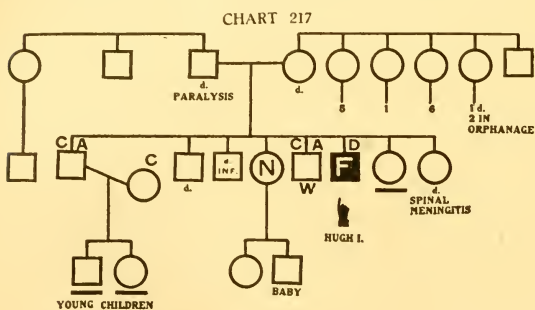 CHART 217
d.
PARALYSIS
d.
5
1
6
1 d.
2 IN
ORPHANAGE
C A
C
d.
d.
INF.
N
C A
W
D
F
HUGH I.
d.
SPINAL
MENINGITIS
BABY
YOUNG CHILDREN